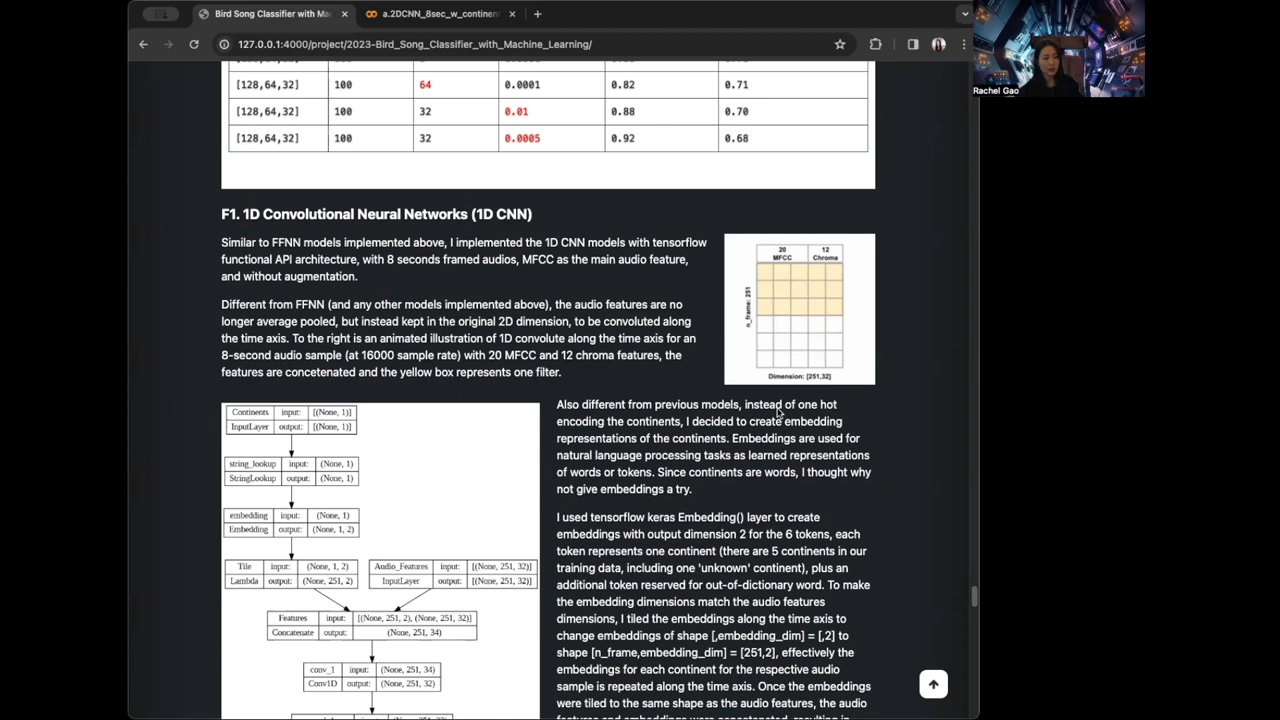 Bird Song Classifier with Ma
a.2DCNN_8sec_w_continent
127.0.0.1:4000/project/2023-Bird_Song_Classifier_with_Machine_Learning/
Rachel Gao
[128,64,32] 100 64 0.0001 0.82 0.71
[128,64,32] 100 32 0.01 0.88 0.70
[128,64,32] 100 32 0.0005 0.92 0.68
F1. 1D Convolutional Neural Networks (1D CNN)
Similar to FFNN models implemented above, I implemented the 1D CNN models with tensorflow
functional API architecture, with 8 seconds framed audios, MFCC as the main audio feature,
and without augmentation.
Different from FFNN (and any other models implemented above), the audio features are no
longer average pooled, but instead kept in the original 2D dimension, to be convoluted along
the time axis. To the right is an animated illustration of 1D convolute along the time axis for an
8-second audio sample (at 16000 sample rate) with 20 MFCC and 12 chroma features, the
features are concetenated and the yellow box represents one filter.
20 12
MFCC Chroma
n_frame: 251
Dimension: [251,32]
Continents input: [(None, 1)]
InputLayer output: [(None, 1)]
string_lookup input: (None, 1)
StringLookup output: (None, 1)
embedding input: (None, 1)
Embedding output: (None, 1, 2)
Tile input: (None, 1, 2)
Lambda output: (None, 251, 2)
Audio_Features input: [(None, 251, 32)]
InputLayer output: [(None, 251, 32)]
Features input: [(None, 251, 2), (None, 251, 32)]
Concatenate output: (None, 251, 34)
conv_1 input: (None, 251, 34)
Conv1D output: (None, 251, 32)
Also different from previous models, instead of one hot
encoding the continents, I decided to create embedding
representations of the continents. Embeddings are used for
natural language processing tasks as learned representations
of words or tokens. Since continents are words, I thought why
not give embeddings a try.
I used tensorflow keras Embedding() layer to create
embeddings with output dimension 2 for the 6 tokens, each
token represents one continent (there are 5 continents in our
training data, including one 'unknown' continent), plus an
additional token reserved for out-of-dictionary word. To make
the embedding dimensions match the audio features
dimensions, I tiled the embeddings along the time axis to
change embeddings of shape [,embedding_dim] = [,2] to
shape [n_frame,embedding_dim] = [251,2], effectively the
embeddings for each continent for the respective audio
sample is repeated along the time axis. Once the embeddings
were tiled to the same shape as the audio features, the audio